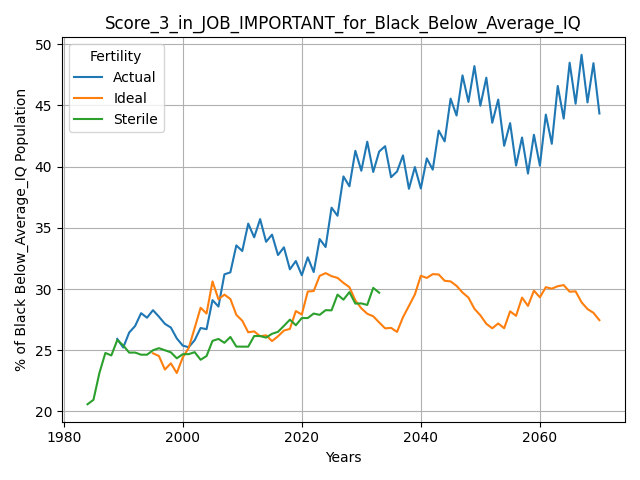 Score_3_in_JOB_IMPORTANT_for_Black_Below_Average_IQ
Fertility
Actual
Ideal
Sterile
% of Black Below_Average_IQ Population
50
45
40
35
30
25
20
1980
2000
2020
2040
2060
Years